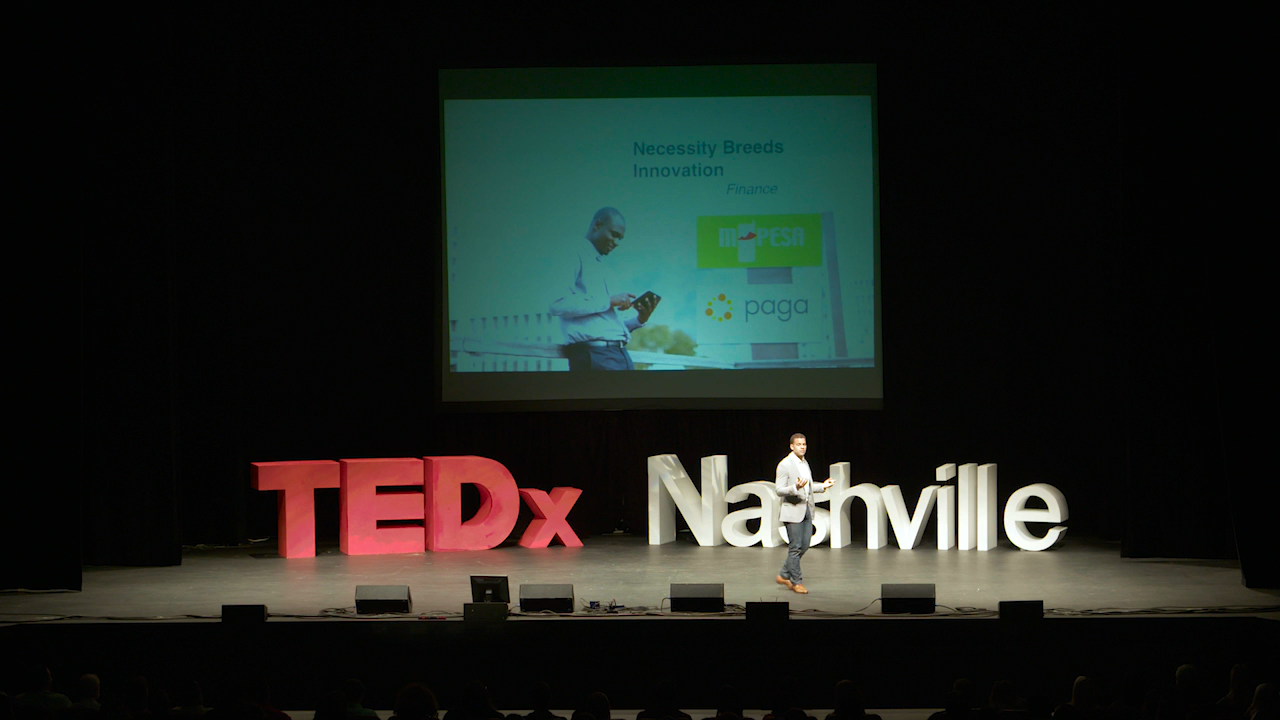 Necessity Breeds
Innovation
Finance
M-PESA
paga
TEDx Nashville